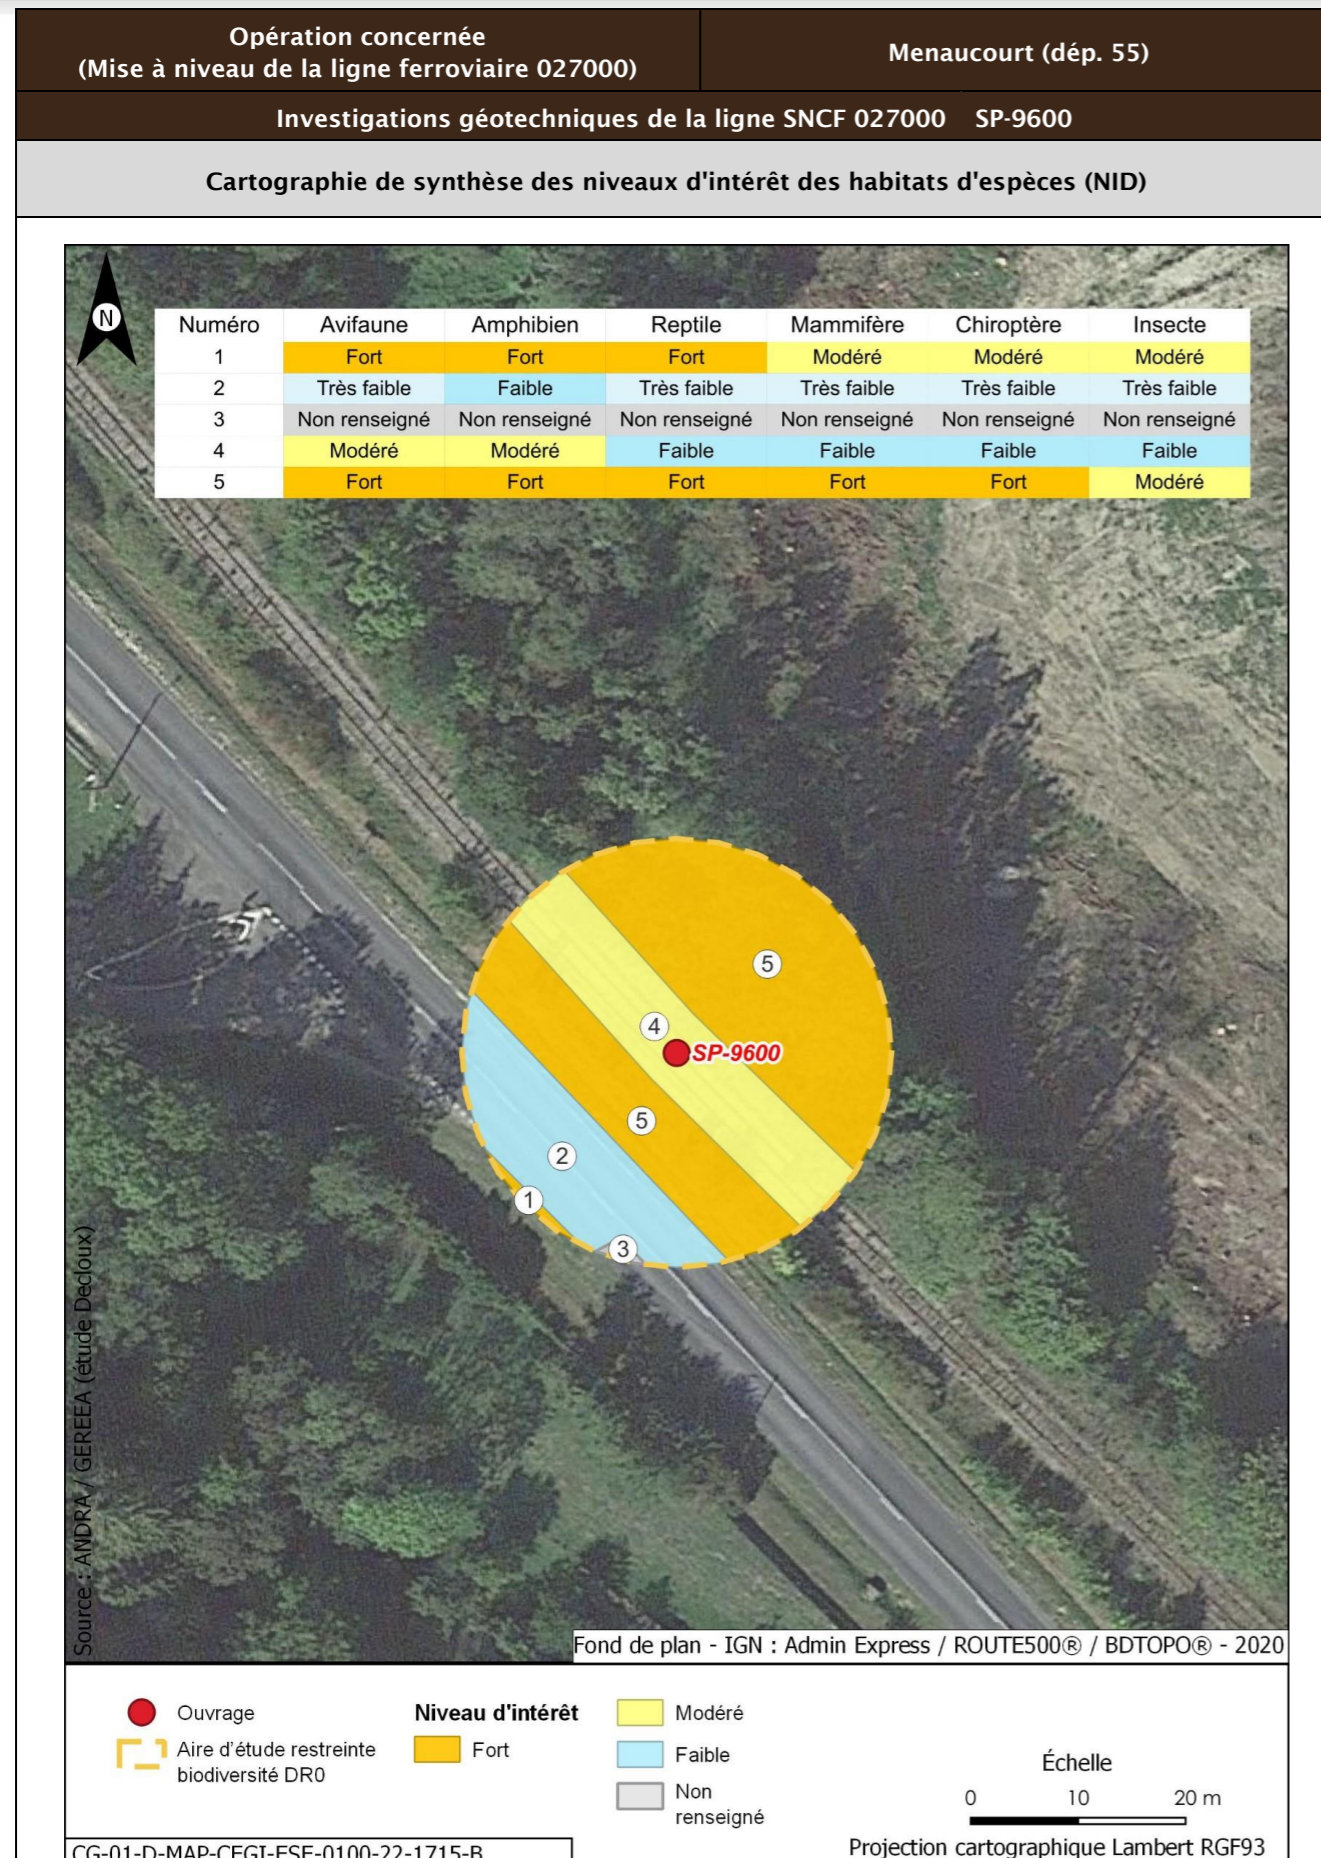 Opération concernée
(Mise à niveau de la ligne ferroviaire 027000)
Menaucourt (dép. 55)
Investigations géotechniques de la ligne SNCF 027000 SP-9600
Cartographie de synthèse des niveaux d'intérêt des habitats d'espèces (NID)
N
Numéro Avifaune Amphibien Reptile Mammifère Chiroptère Insecte
1 Fort Fort Fort Modéré Modéré Modéré
2 Très faible Faible Très faible Très faible Très faible Très faible
3 Non renseigné Non renseigné Non renseigné Non renseigné Non renseigné Non renseigné
4 Modéré Modéré Faible Faible Faible Faible
5 Fort Fort Fort Fort Fort Modéré
5
4
SP-9600
5
2
1
3
Source : ANDRA / GEREEA (étude Decloux)
Fond de plan - IGN : Admin Express / ROUTE500® / BDTOPO® - 2020
Ouvrage
Aire d'étude restreinte
biodiversité DR0
Niveau d'intérêt
Fort
Modéré
Faible
Non
renseigné
Échelle
0 10 20 m
Projection cartographique Lambert RGF93
CG-01-D-MAP-CEGI-ESE-0100-22-1715-B